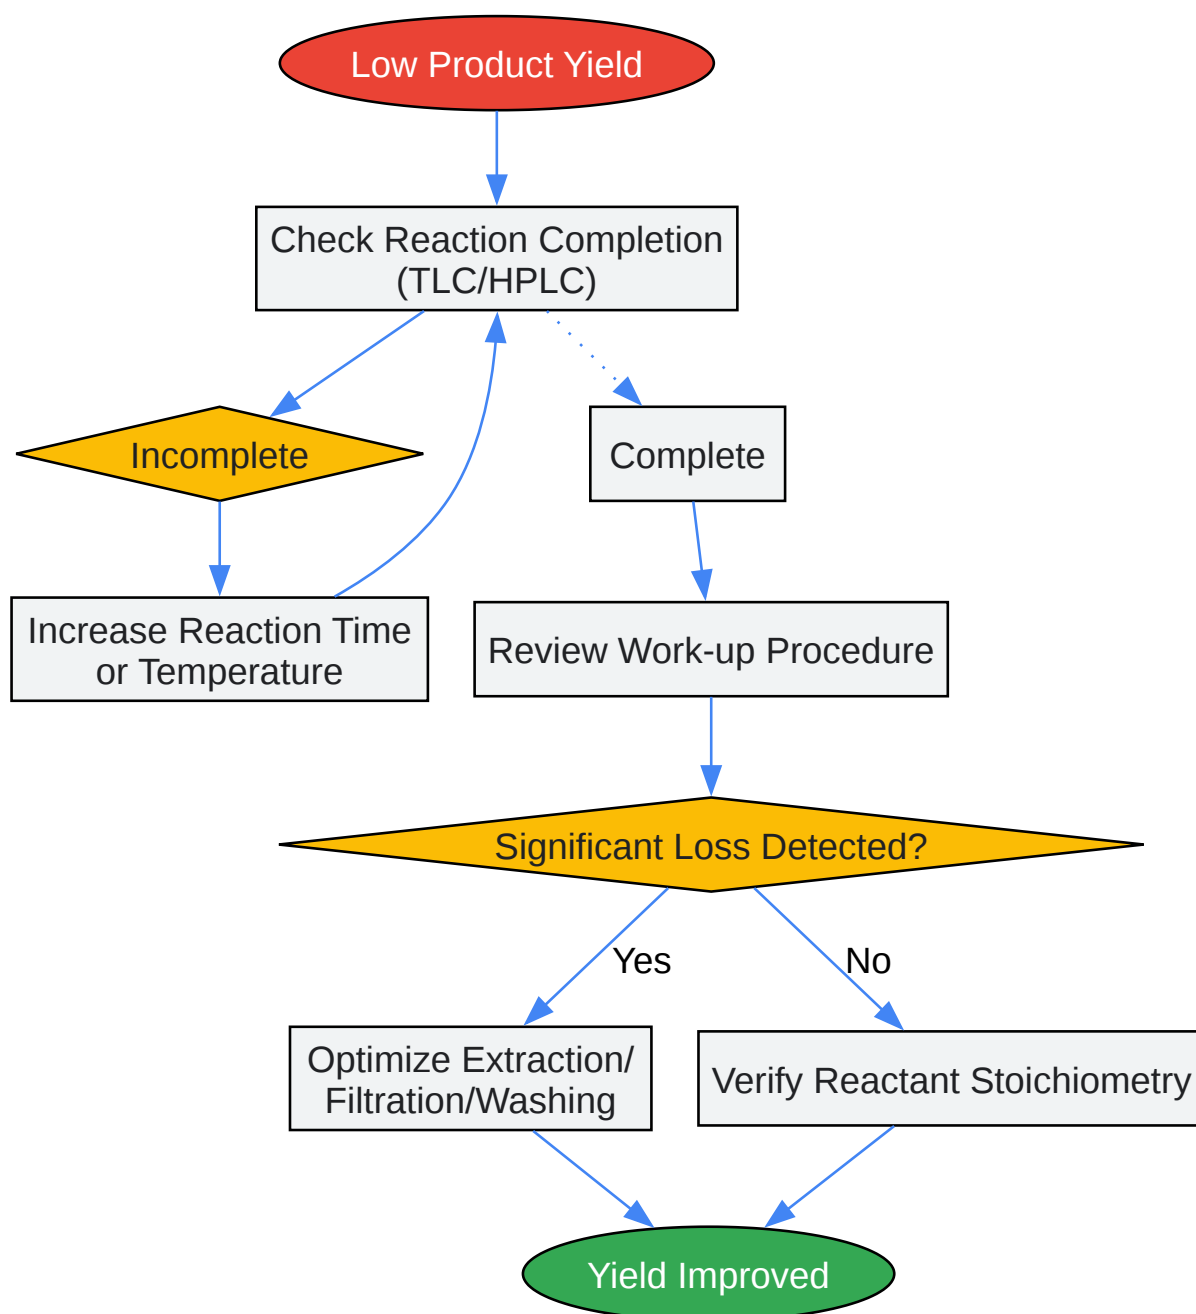 Low Product Yield
Check Reaction Completion
(TLC/HPLC)
Incomplete
Complete
Increase Reaction Time
or Temperature
Review Work-up Procedure
Significant Loss Detected?
Yes
No
Optimize Extraction/
Filtration/Washing
Verify Reactant Stoichiometry
Yield Improved